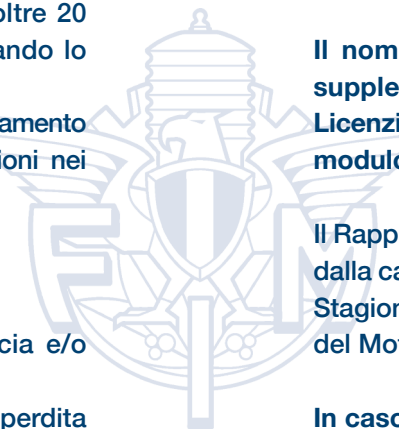 oltre 20
ando lo
amento
ioni nei
cia e/o
perdita
Il nom
supple
Licenzi
modulo
Il Rapp
dalla ca
Stagion
del Mot
In caso
F M